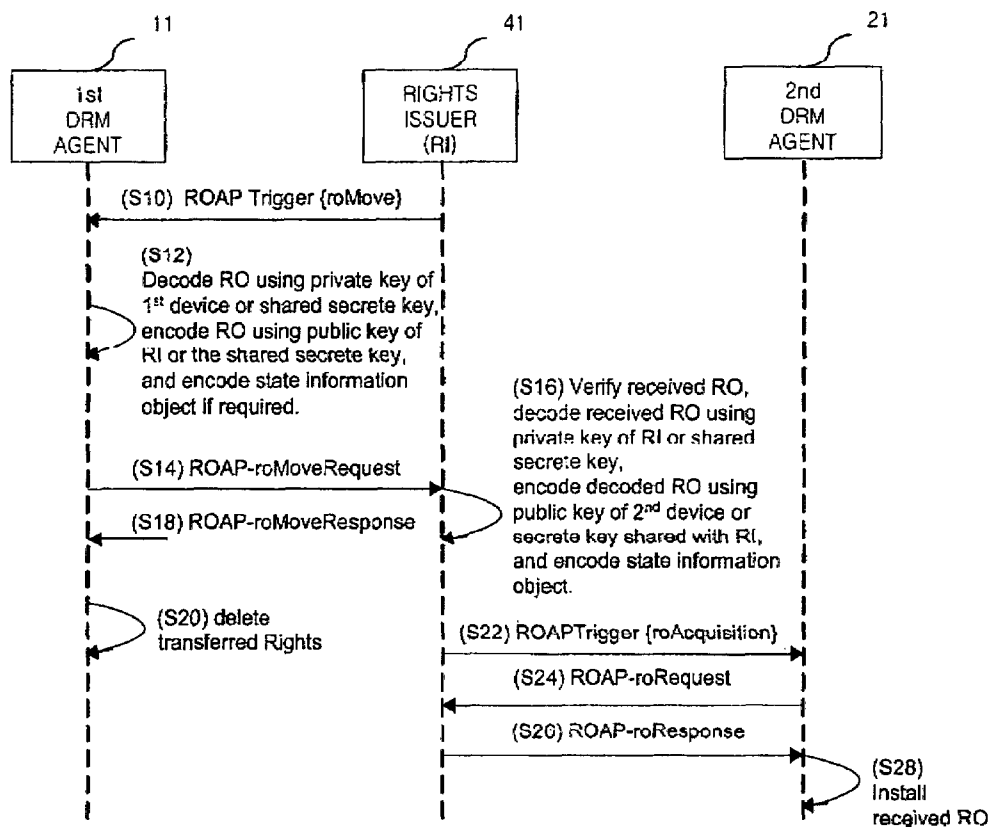 11
41
21
1st
DRM
AGENT
RIGHTS
ISSUER
(RI)
2nd
DRM
AGENT
(S10) ROAP Trigger {roMove}
(S12)
Decode RO using private key of
1st device or shared secrete key,
encode RO using public key of
RI or the shared secrete key,
and encode state information
object if required.
(S16) Verify received RO,
decode received RO using
private key of RI or shared
secrete key,
encode decoded RO using
public key of 2nd device or
secrete key shared with RI,
and encode state information
object.
(S14) ROAP-roMoveRequest
(S18) ROAP-roMoveResponse
(S20) delete
transferred Rights
(S22) ROAPTrigger {roAcquisition}
(S24) ROAP-roRequest
(S26) ROAP-roResponse
(S28)
Install
received RO